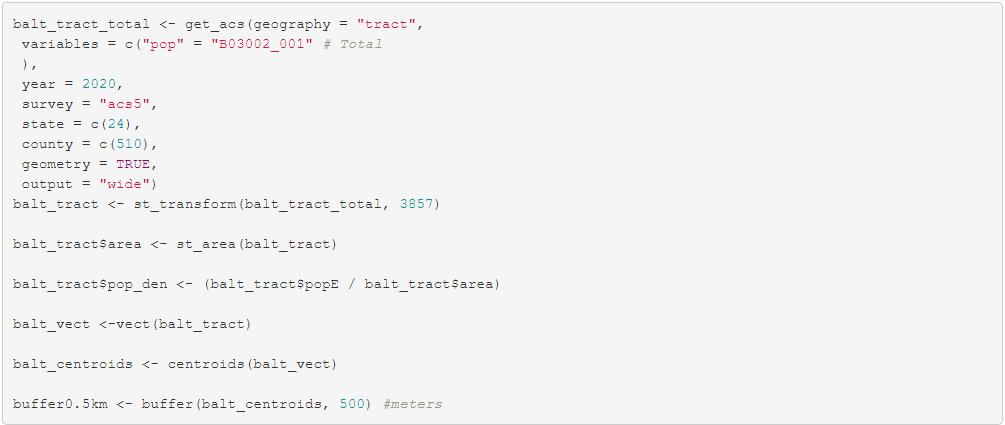 balt_tract_total <- get_acs(geography = "tract",
variables = c("pop" = "B03002_001" # Total
),
year = 2020,
survey = "acs5",
state = c(24),
county = c(510),
geometry = TRUE,
output = "wide")
balt_tract <- st_transform(balt_tract_total, 3857)
balt_tract$area <- st_area(balt_tract)
balt_tract$pop_den <- (balt_tract$popE / balt_tract$area)
balt_vect <-vect(balt_tract)
balt_centroids <- centroids(balt_vect)
buffer0.5km <- buffer(balt_centroids, 500) #meters